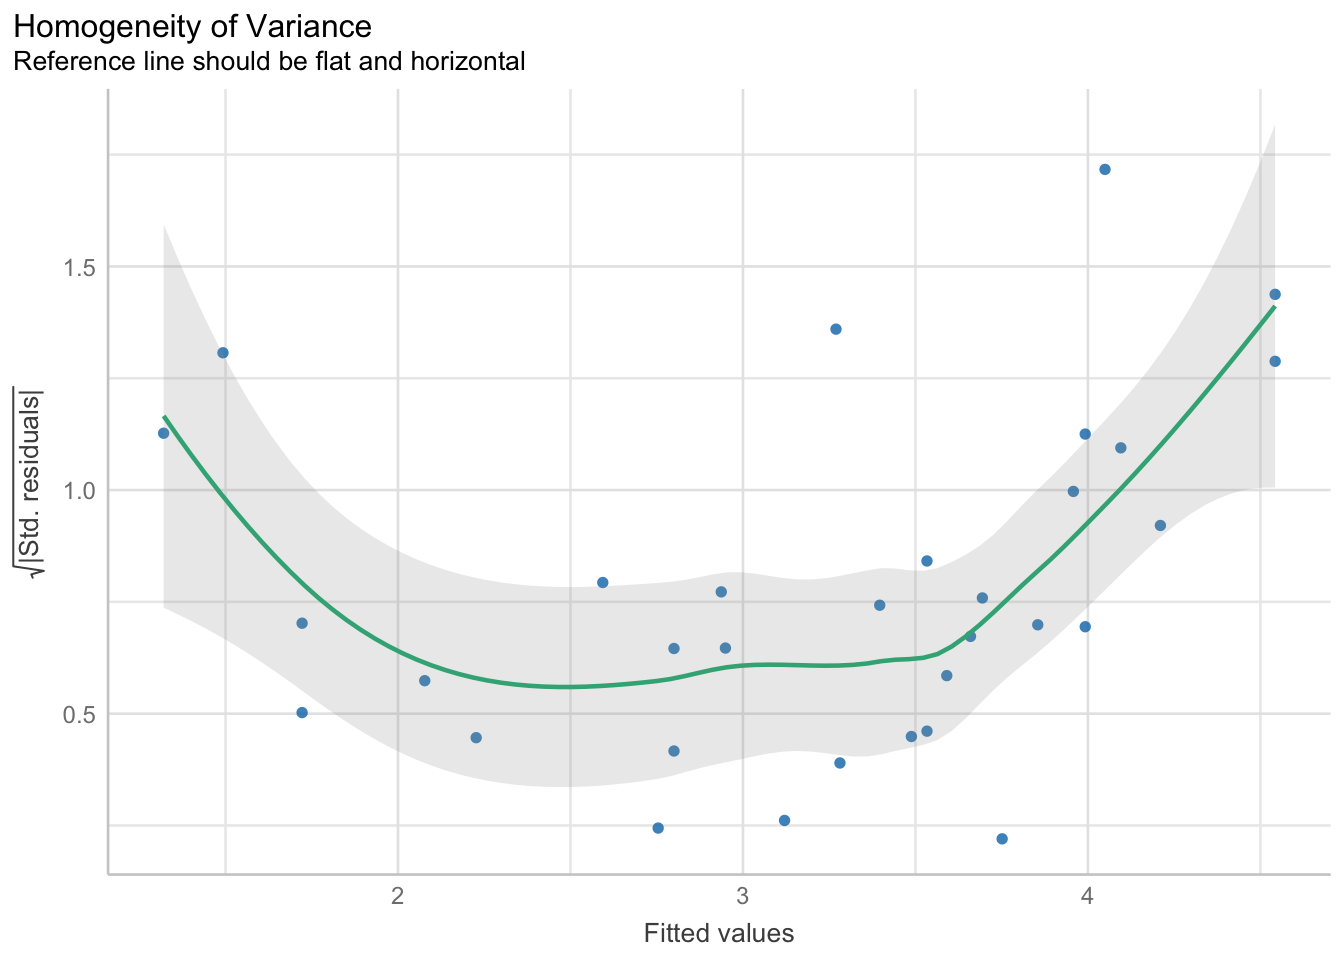 Homogeneity of Variance
Reference line should be flat and horizontal
√|Std. residuals|
1.5
1.0
0.5
2
3
4
Fitted values